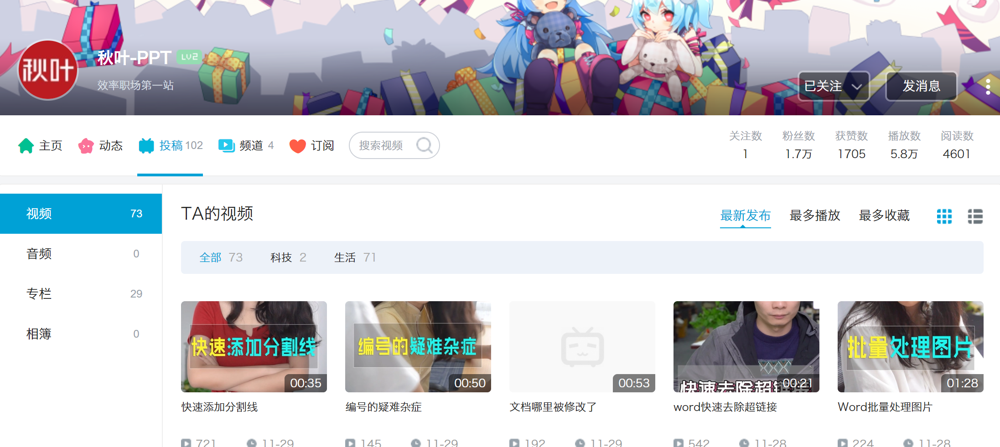 秋叶
秋叶-PPT LV2
效率职场第一站
已关注
发消息
主页
动态
投稿 102
频道 4
订阅
搜索视频
关注数 粉丝数 获赞数 播放数 阅读数
1 1.7万 1705 5.8万 4601
视频 73
音频 0
专栏 29
相簿 0
TA的视频
最新发布 最多播放 最多收藏
全部 73 科技 2 生活 71
快速添加分割线
00:35
编号的疑难杂症
00:50
00:53
快速去除超链接
00:21
批量处理图片
01:28
快速添加分割线
编号的疑难杂症
文档哪里被修改了
word快速去除超链接
Word批量处理图片
721 11-29
145 11-29
192 11-29
542 11-28
224 11-28